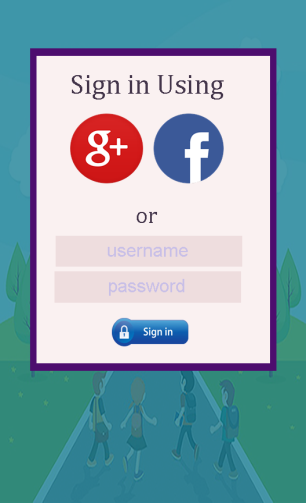 Sign in Using
g+ f
or
username
password
Sign in